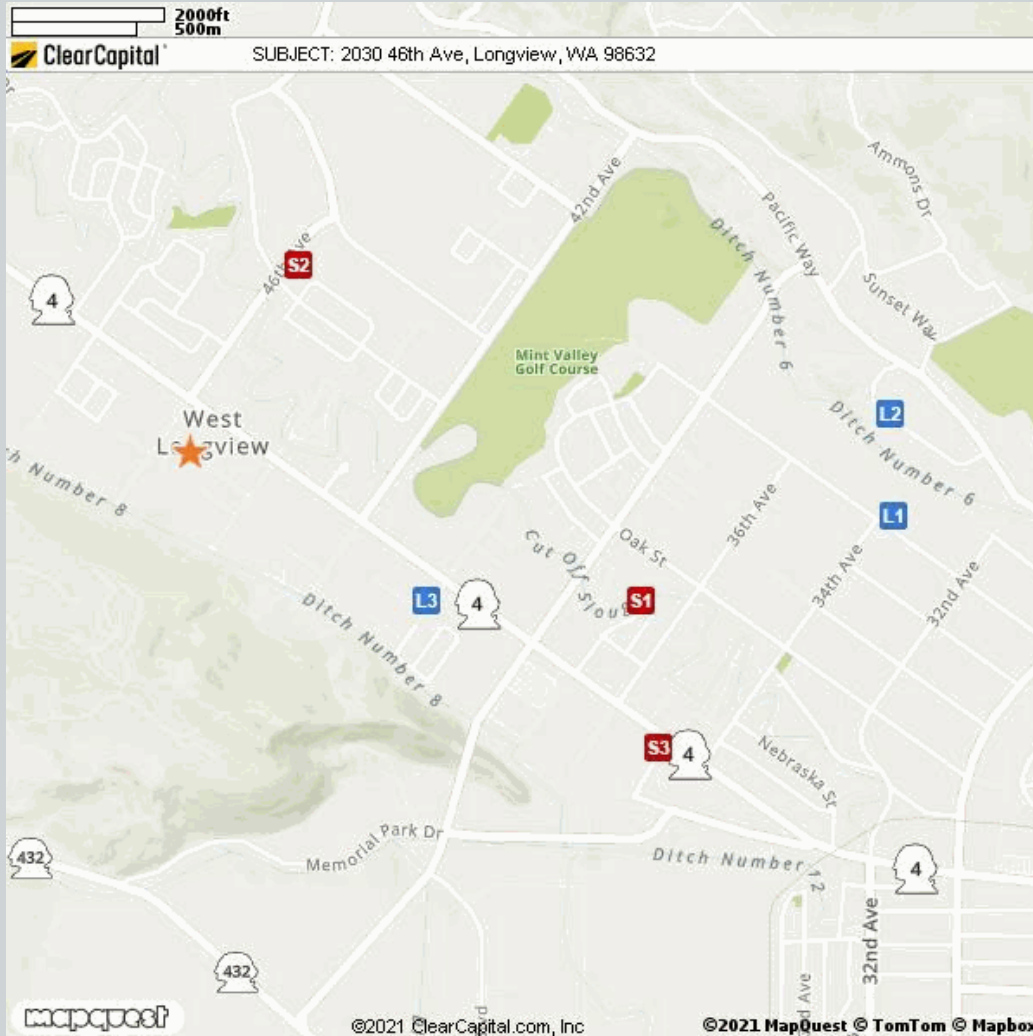 2000ft
500m
ClearCapital
SUBJECT: 2030 46th Ave, Longview, WA 98632
Ammons Dr
42nd Ave
Pacific Way
Ditch Number 6
46th Ave
S2
4
Sunset Way
Mint Valley
Golf Course
L2
Ditch Number 6
West
Longview
Ditch Number 8
36th Ave
L1
Oak St
Cut Off Slough
34th Ave
32nd Ave
L3
4
S1
Ditch Number 8
S3
4
Nebraska St
Memorial Park Dr
432
Ditch Number 12
4
32nd Ave
432
mapquest
©2021 ClearCapital.com, Inc
©2021 MapQuest © TomTom © Mapbox